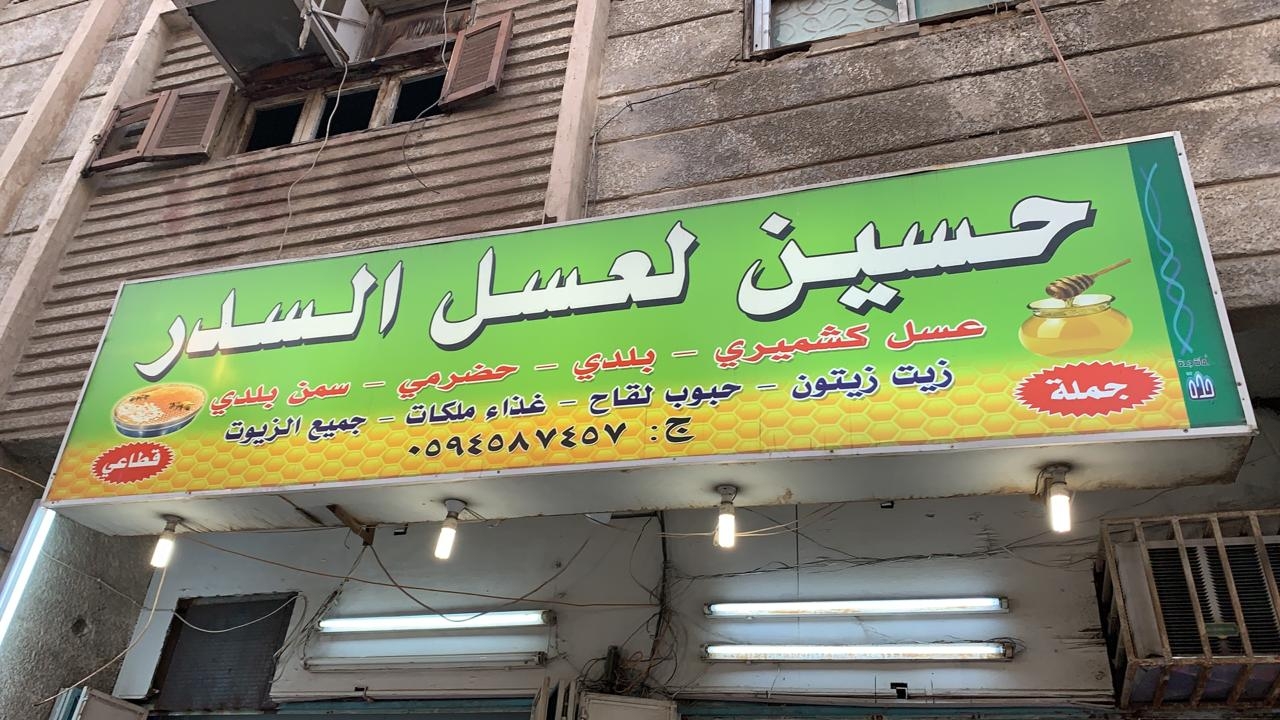 حسين لعسل السدر
عسل كشميري - بلدي - حضرمي - سمن بلدي
زيت زيتون - حبوب لقاح - غذاء ملكات - جميع الزيوت
ج: ٠٥٩٤٥٨٧٤٥٧
جملة
قطاعي
جدة